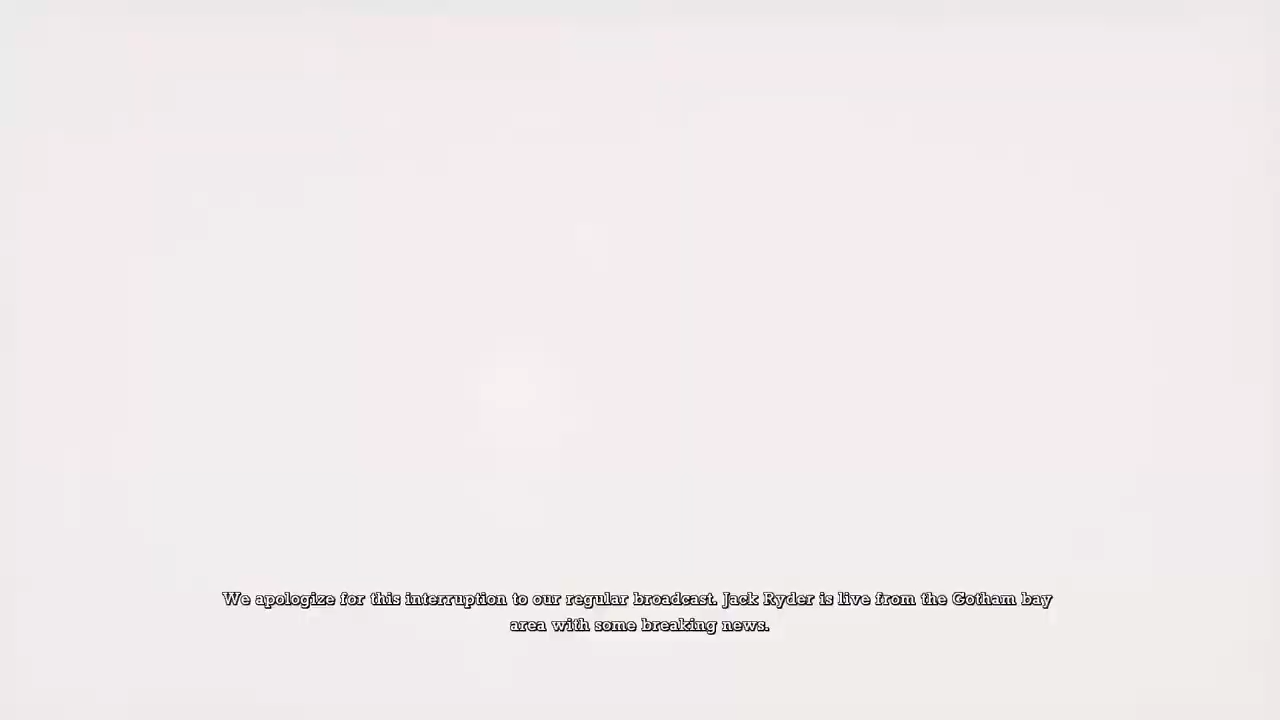 We apologize for this interruption to our regular broadcast. Jack Ryder is live from the Gotham bay
area with some breaking news.